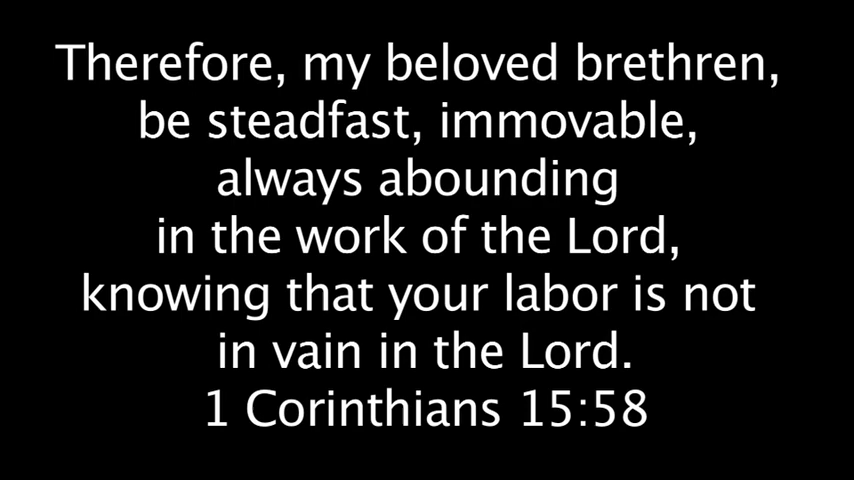 Therefore, my beloved brethren,
be steadfast, immovable,
always abounding
in the work of the Lord,
knowing that your labor is not
in vain in the Lord.
1 Corinthians 15:58